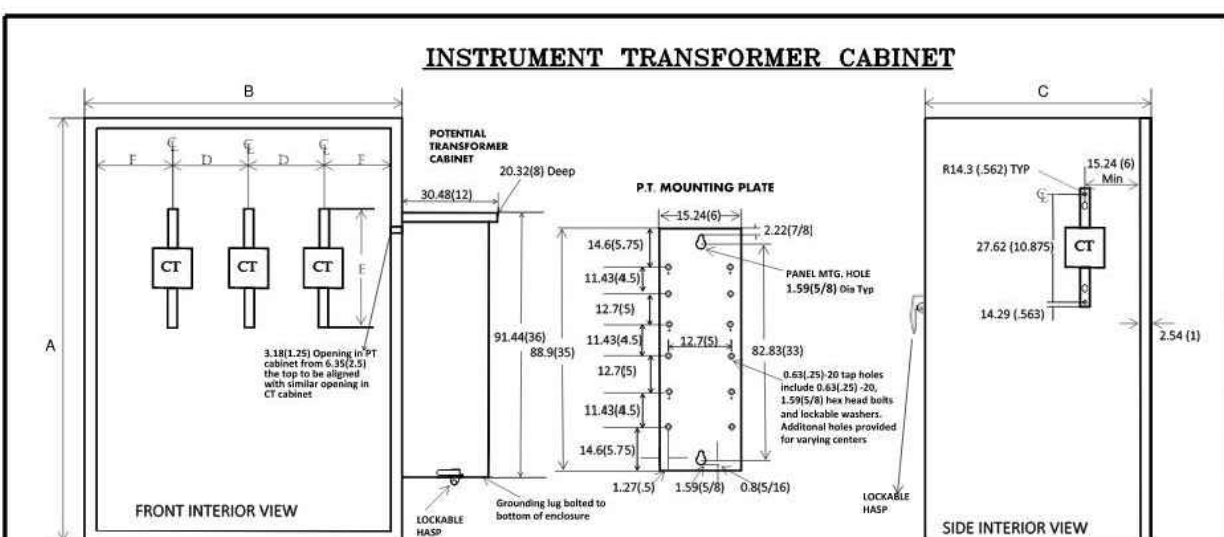 INSTRUMENT TRANSFORMER CABINET
B
A
F
D
D
F
CT
CT
CT
E
3.18(1.25) Opening in PT
cabinet from 6.35(2.5)
the top to be aligned
with similar opening in
CT cabinet
FRONT INTERIOR VIEW
POTENTIAL
TRANSFORMER
CABINET
20.32(8) Deep
30.48(12)
91.44(36)
LOCKABLE
HASP
Grounding lug bolted to
bottom of enclosure
P.T. MOUNTING PLATE
15.24(6)
2.22(7/8)
14.6(5.75)
11.43(4.5)
12.7(5)
11.43(4.5)
12.7(5)
11.43(4.5)
14.6(5.75)
88.9(35)
12.7(5)
82.83(33)
PANEL MTG. HOLE
1.59(5/8) Dia Typ
0.63(.25)-20 tap holes
include 0.63(.25) -20,
1.59(5/8) hex head bolts
and lockable washers.
Additonal holes provided
for varying centers
1.27(.5)
1.59(5/8)
0.8(5/16)
C
R14.3 (.562) TYP
15.24 (6)
Min
27.62 (10.875)
CT
14.29 (.563)
2.54 (1)
LOCKABLE
HASP
SIDE INTERIOR VIEW